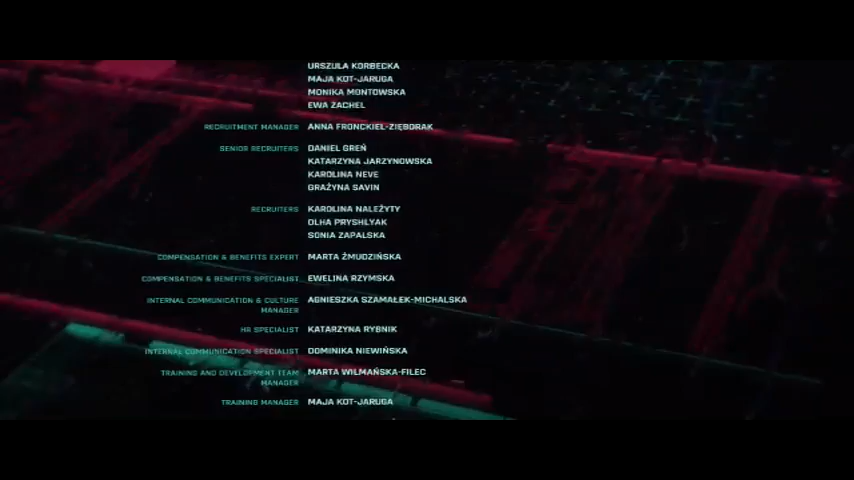 URSZULA KORBECKA
MAJA KOT-JARUGA
MONIKA MONTOWSKA
EWA ZACHEL
RECRUITMENT MANAGER ANNA FRONCKIEL-ZIĘBORAK
SENIOR RECRUITERS DANIEL GREŃ
KATARZYNA JARZYNOWSKA
KAROLINA NEVE
GRAŻYNA SAVIN
RECRUITERS KAROLINA NALEŻYTY
OLHA PRYSHLYAK
SONIA ZAPALSKA
COMPENSATION & BENEFITS EXPERT MARTA ŻMUDZIŃSKA
COMPENSATION & BENEFITS SPECIALIST EWELINA RZYMSKA
INTERNAL COMMUNICATION & CULTURE AGNIESZKA SZAMAŁEK-MICHALSKA
MANAGER
HR SPECIALIST KATARZYNA RYBNIK
INTERNAL COMMUNICATION SPECIALIST DOMINIKA NIEWIŃSKA
TRAINING AND DEVELOPMENT TEAM MARTA WILMAŃSKA-FILEC
MANAGER
TRAINING MANAGER MAJA KOT-JARUGA